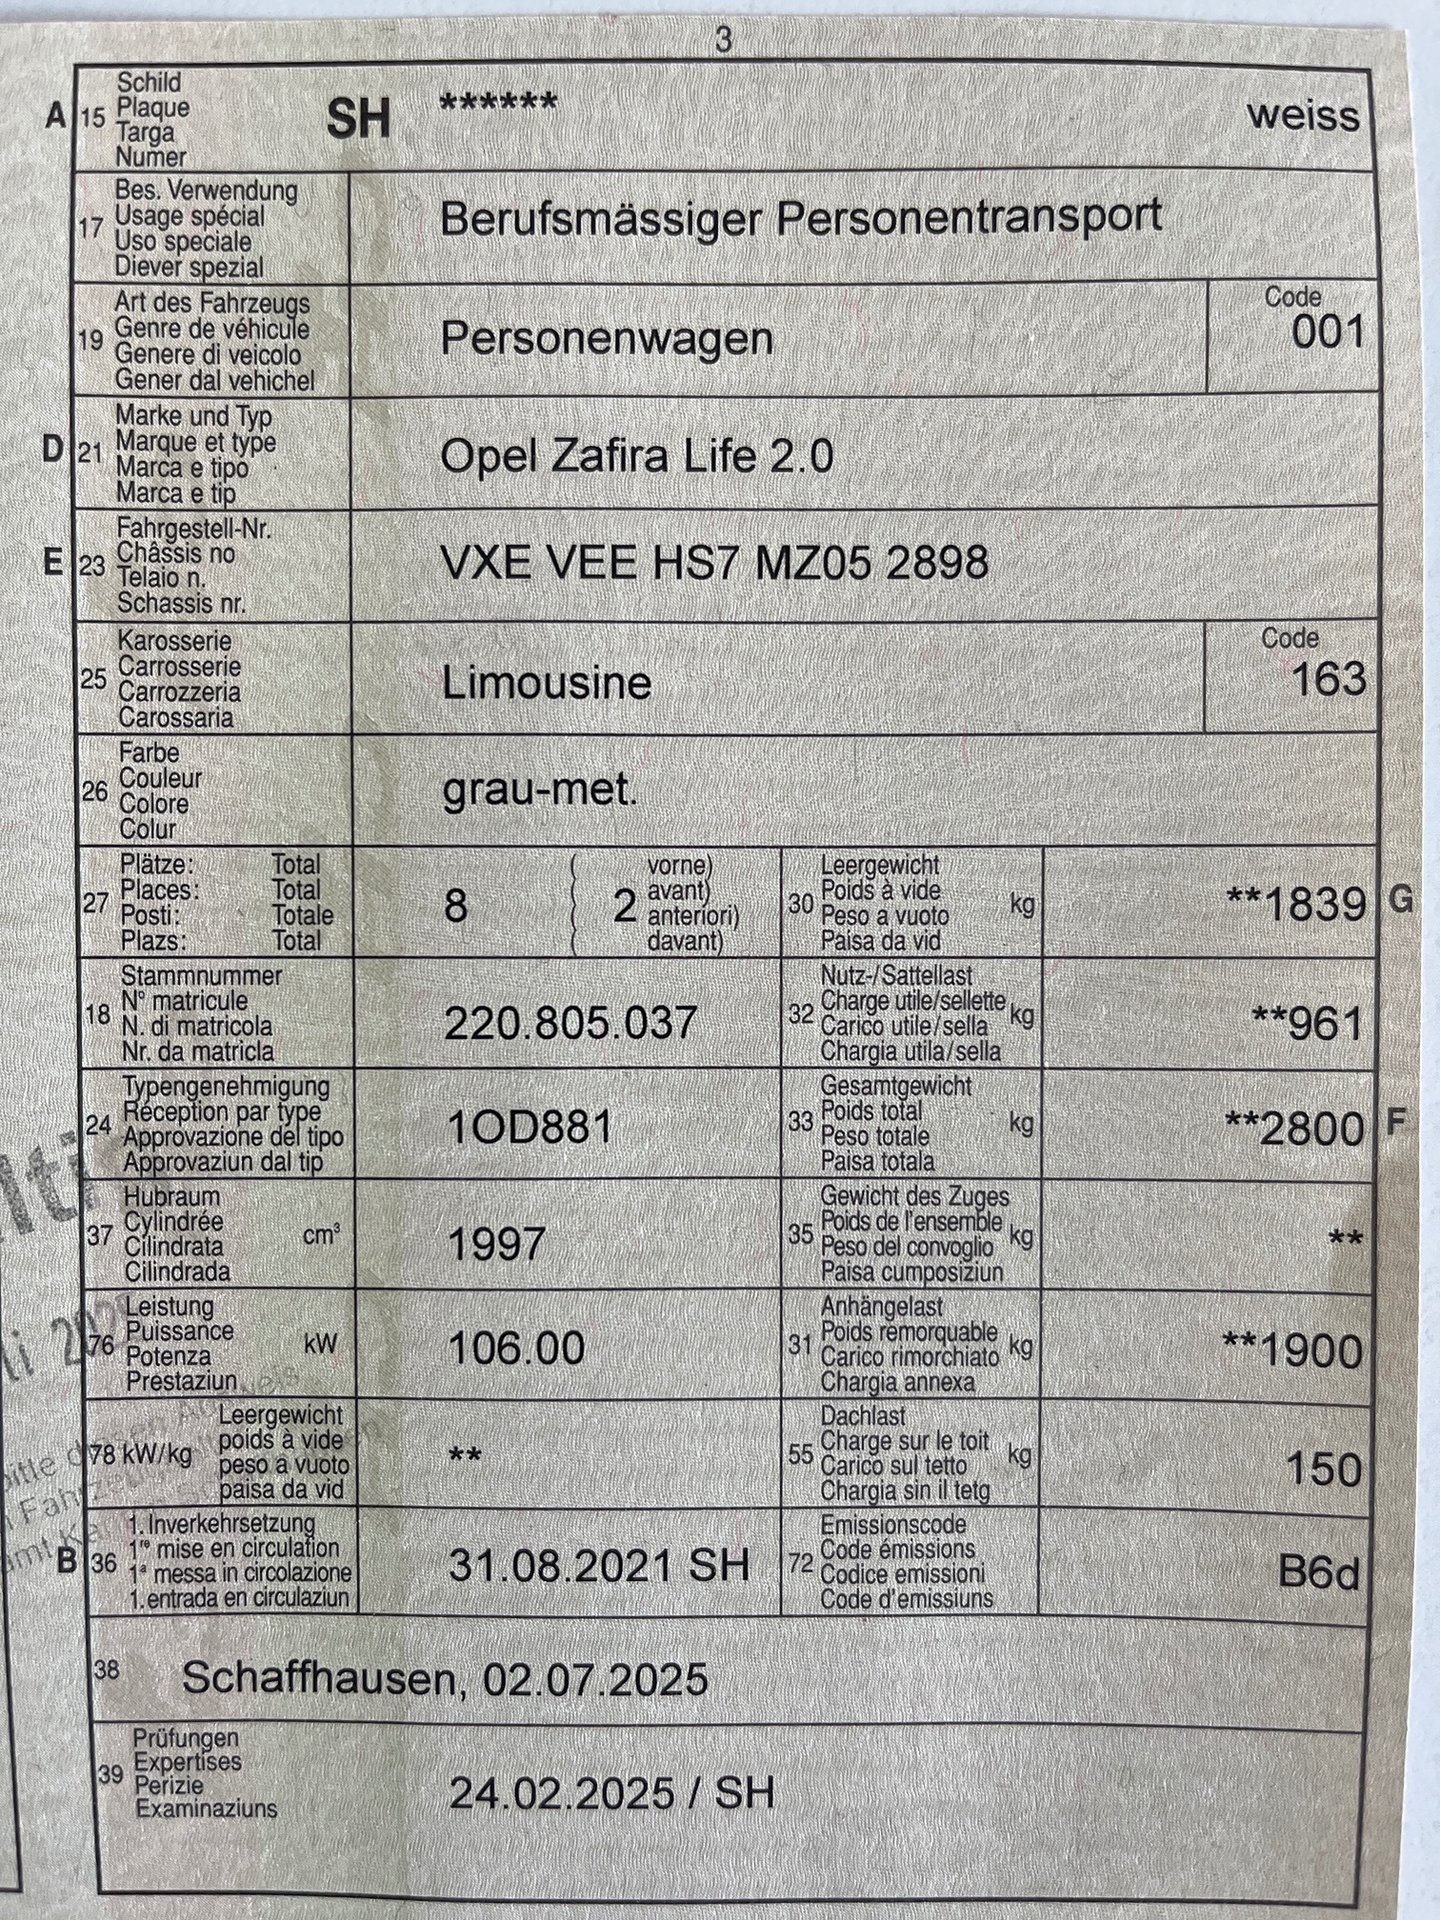 3
A 15 Schild
Plaque
Targa
Numer
SH ****** weiss
17 Bes. Verwendung
Usage spécial
Uso speciale
Diever spezial
Berufsmässiger Personentransport
19 Art des Fahrzeugs
Genre de véhicule
Genere di veicolo
Gener dal vehichel
Personenwagen
Code
001
D 21 Marke und Typ
Marque et type
Marca e tipo
Marca e tip
Opel Zafira Life 2.0
E 23 Fahrgestell-Nr.
Châssis no
Telaio n.
Schassis nr.
VXE VEE HS7 MZ05 2898
25 Karosserie
Carrosserie
Carrozzeria
Carossaria
Limousine
Code
163
26 Farbe
Couleur
Colore
Colur
grau-met.
27 Plätze: Total
Places: Total
Posti: Totale
Plazs: Total
8 ( 2 vorne)
avant)
anteriori)
davant)
30 Leergewicht
Poids à vide
Peso a vuoto
Paisa da vid
kg **1839 G
18 Stammnummer
N° matricule
N. di matricola
Nr. da matricla
220.805.037
32 Nutz-/Sattellast
Charge utile/sellette
Carico utile/sella
Chargia utila/sella
kg **961
24 Typengenehmigung
Réception par type
Approvazione del tipo
Approvaziun dal tip
1OD881
33 Gesamtgewicht
Poids total
Peso totale
Paisa totala
kg **2800 F
37 Hubraum
Cylindrée
Cilindrata
Cilindrada
cm³ 1997
35 Gewicht des Zuges
Poids de l'ensemble
Peso del convoglio
Paisa cumposiziun
kg **
76 Leistung
Puissance
Potenza
Prestaziun
kW 106.00
31 Anhängelast
Poids remorquable
Carico rimorchiato
Chargia annexa
kg **1900
78 kW/kg Leergewicht
poids à vide
peso a vuoto
paisa da vid
**
55 Dachlast
Charge sur le toit
Carico sul tetto
Chargia sin il tetg
kg 150
B 36 1. Inverkehrsetzung
1re mise en circulation
1a messa in circolazione
1. entrada en circulaziun
31.08.2021 SH
72 Emissionscode
Code émissions
Codice emissioni
Code d'emissiuns
B6d
38 Schaffhausen, 02.07.2025
39 Prüfungen
Expertises
Perizie
Examinaziuns
24.02.2025 / SH